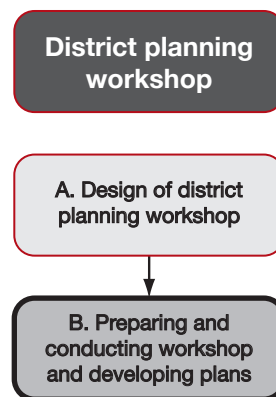 District planning
workshop
A. Design of district
planning workshop
B. Preparing and
conducting workshop
and developing plans